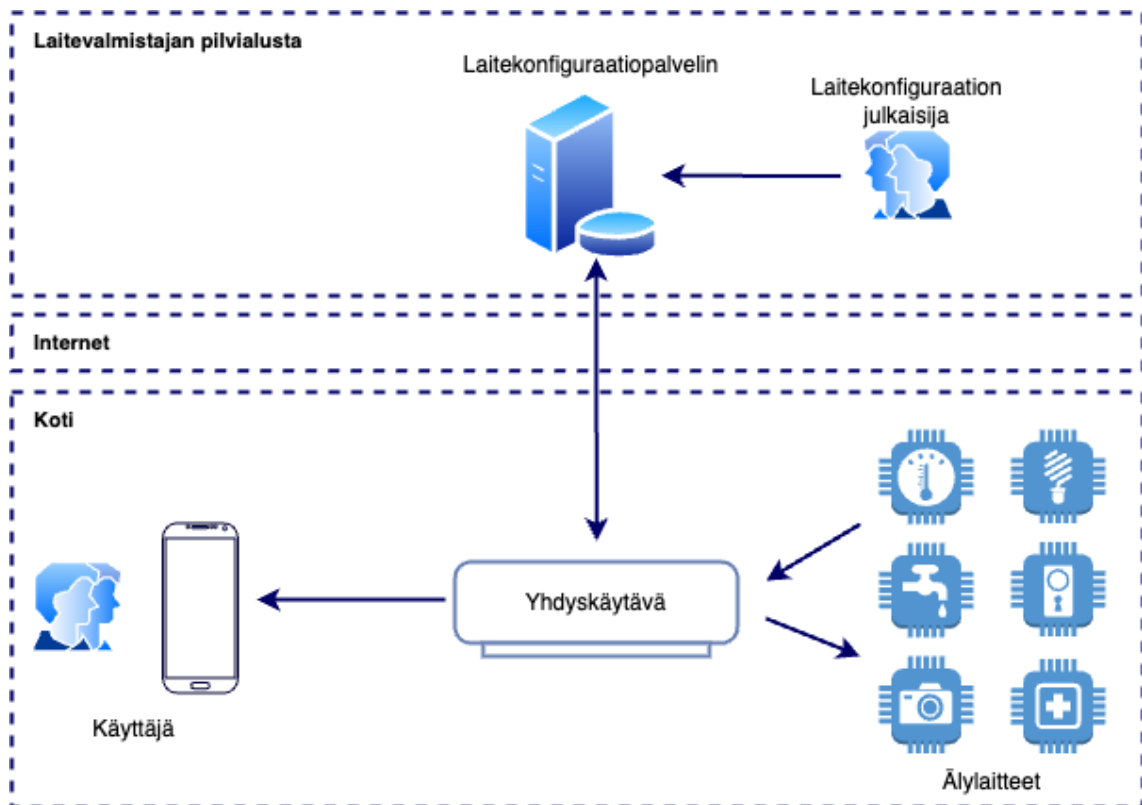 Laitevalmistajan pilvialusta
Laitekonfiguraatiopalvelin
Laitekonfiguraation
julkaisija
Internet
Koti
Yhdyskäytävä
Käyttäjä
Älylaitteet